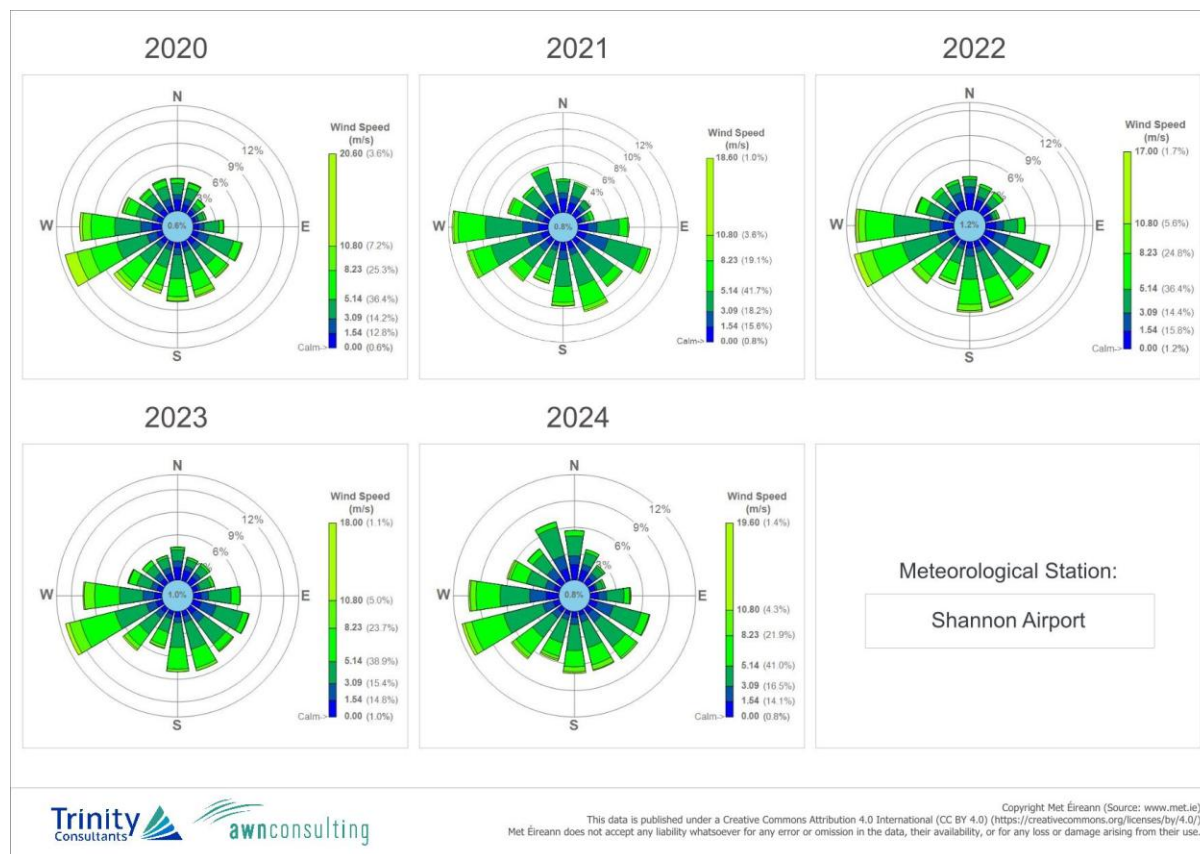 2020
N
Wind Speed
(m/s)
20.60 (3.6%)
12%
9%
6%
3%
W
0.6%
E
10.80 (7.2%)
8.23 (25.3%)
5.14 (36.4%)
3.09 (14.2%)
1.54 (12.8%)
Calm-> 0.00 (0.6%)
S
2021
N
Wind Speed
(m/s)
18.60 (1.0%)
12%
10%
8%
6%
4%
W
0.8%
E
10.80 (3.6%)
8.23 (19.1%)
5.14 (41.7%)
3.09 (18.2%)
1.54 (15.6%)
Calm-> 0.00 (0.8%)
S
2022
N
Wind Speed
(m/s)
17.00 (1.7%)
12%
9%
6%
W
1.2%
E
10.80 (5.6%)
8.23 (24.8%)
5.14 (36.4%)
3.09 (14.4%)
1.54 (15.8%)
Calm-> 0.00 (1.2%)
S
2023
N
Wind Speed
(m/s)
18.00 (1.1%)
12%
9%
6%
W
1.0%
E
10.80 (5.0%)
8.23 (23.7%)
5.14 (38.9%)
3.09 (15.4%)
1.54 (14.8%)
Calm-> 0.00 (1.0%)
S
2024
N
Wind Speed
(m/s)
19.60 (1.4%)
12%
9%
6%
3%
W
0.8%
E
10.80 (4.3%)
8.23 (21.9%)
5.14 (41.0%)
3.09 (16.5%)
1.54 (14.1%)
Calm-> 0.00 (0.8%)
S
Meteorological Station:
Shannon Airport
Trinity
Consultants
awnconsulting
Copyright Met Éireann (Source: www.met.ie)
This data is published under a Creative Commons Attribution 4.0 International (CC BY 4.0) (https://creativecommons.org/licenses/by/4.0/)
Met Éireann does not accept any liability whatsoever for any error or omission in the data, their availability, or for any loss or damage arising from their use.